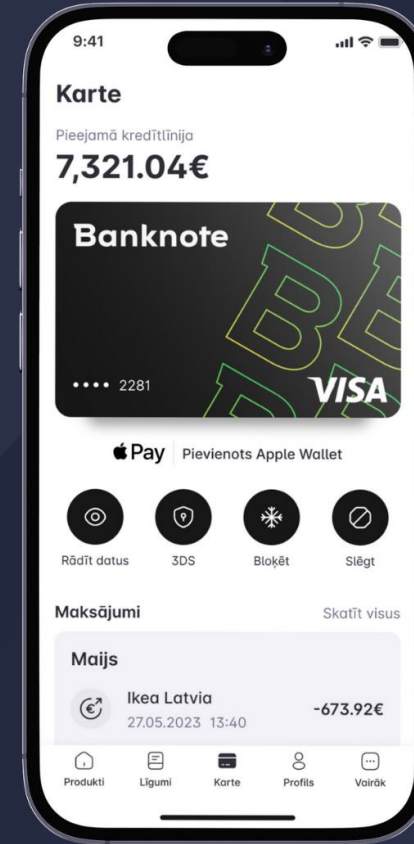 9:41
Karte
Pieejamā kredītlīnija
7,321.04€
Banknote
•••• 2281
VISA
Pay | Pievienots Apple Wallet
Rādīt datus 3DS Bloķēt Slēgt
Maksājumi Skatīt visus
Maijs
Ikea Latvia
-673.92€
27.05.2023 13:40
Produkti Līgumi Karte Profils Vairāk